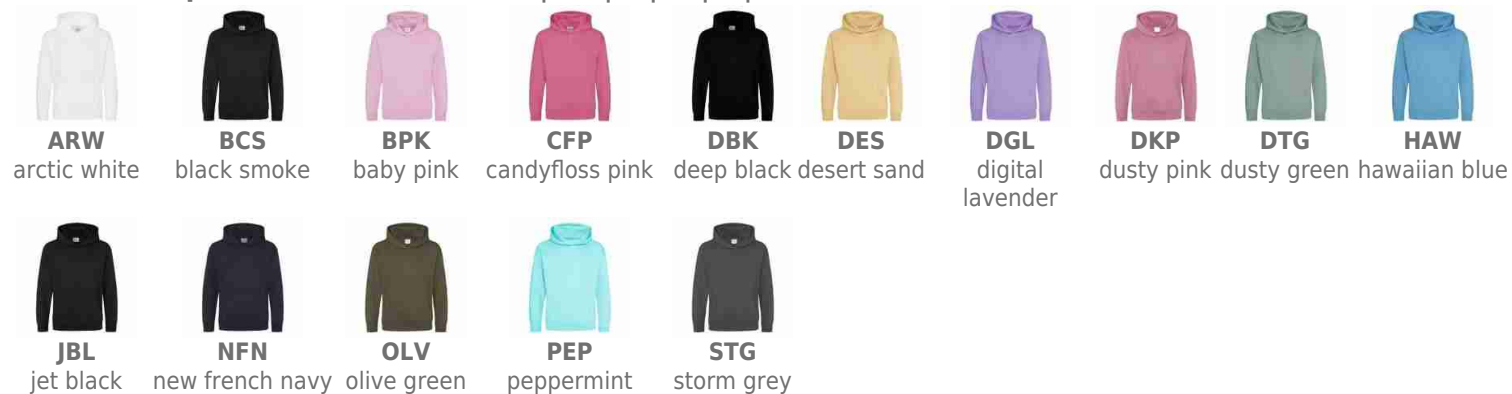 ARW BCS BPK CFP DBK DES DGL DKP DTG HAW
arctic white black smoke baby pink candyfloss pink deep black desert sand digital dusty pink dusty green hawaiian blue
lavender
JBL NFN OLV PEP STG
jet black new french navy olive green peppermint storm grey